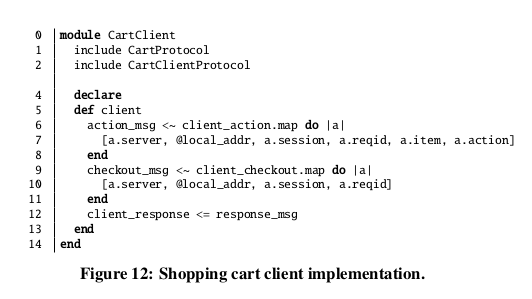 0 module CartClient
1 include CartProtocol
2 include CartClientProtocol
4 declare
5 def client
6 action_msg <~ client_action.map do |a|
7 [a.server, @local_addr, a.session, a.reqid, a.item, a.action]
8 end
9 checkout_msg <~ client_checkout.map do |a|
10 [a.server, @local_addr, a.session, a.reqid]
11 end
12 client_response <= response_msg
13 end
14 end
Figure 12: Shopping cart client implementation.